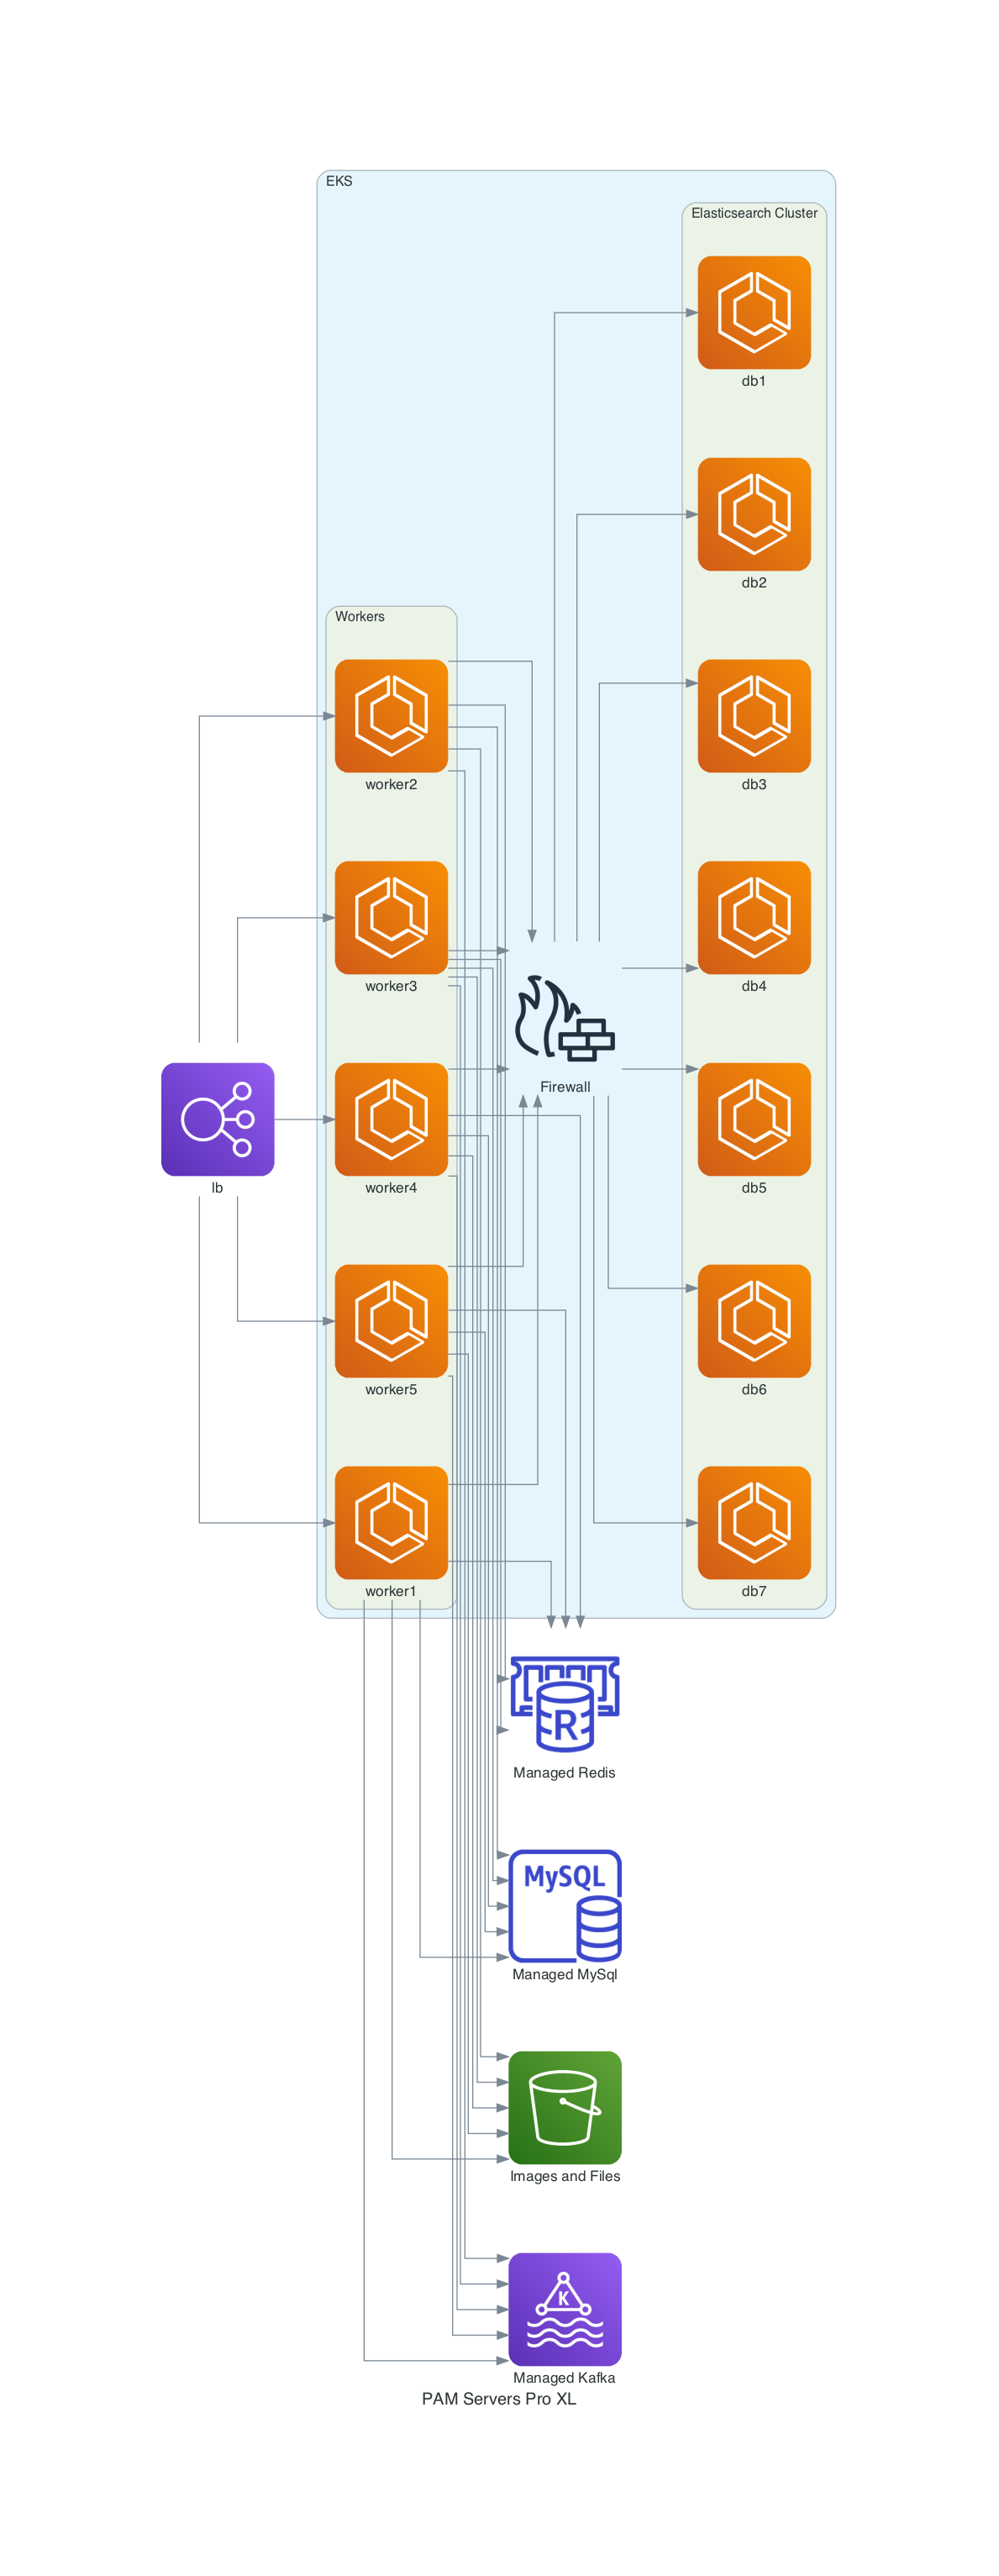 EKS
Elasticsearch Cluster
db1
db2
Workers
worker2
db3
worker3
db4
Firewall
lb
worker4
db5
worker5
db6
worker1
db7
R
Managed Redis
MySQL
Managed MySql
Images and Files
K
Managed Kafka
PAM Servers Pro XL